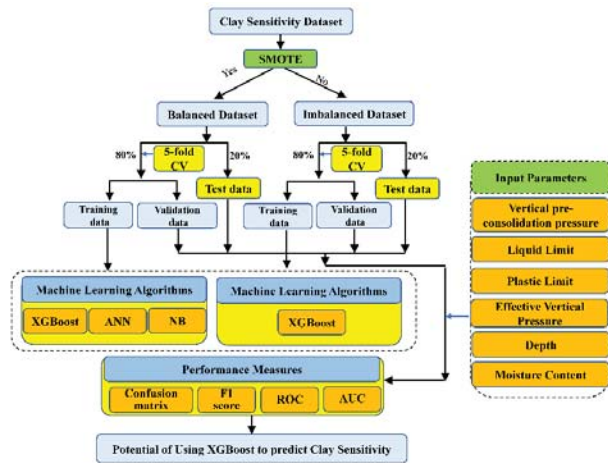 Clay Sensitivity Dataset
SMOTE
Yes
No
Balanced Dataset
Imbalanced Dataset
80%
5-fold
CV
20%
80%
5-fold
CV
20%
Test data
Test data
Training
data
Validation
data
Training
data
Validation
data
Input Parameters
Vertical pre-
consolidation pressure
Liquid Limit
Plastic Limit
Effective Vertical
Pressure
Depth
Moisture Content
Machine Learning Algorithms
XGBoost
ANN
NB
Machine Learning Algorithms
XGBoost
Performance Measures
Confusion
matrix
F1
score
ROC
AUC
Potential of Using XGBoost to predict Clay Sensitivity